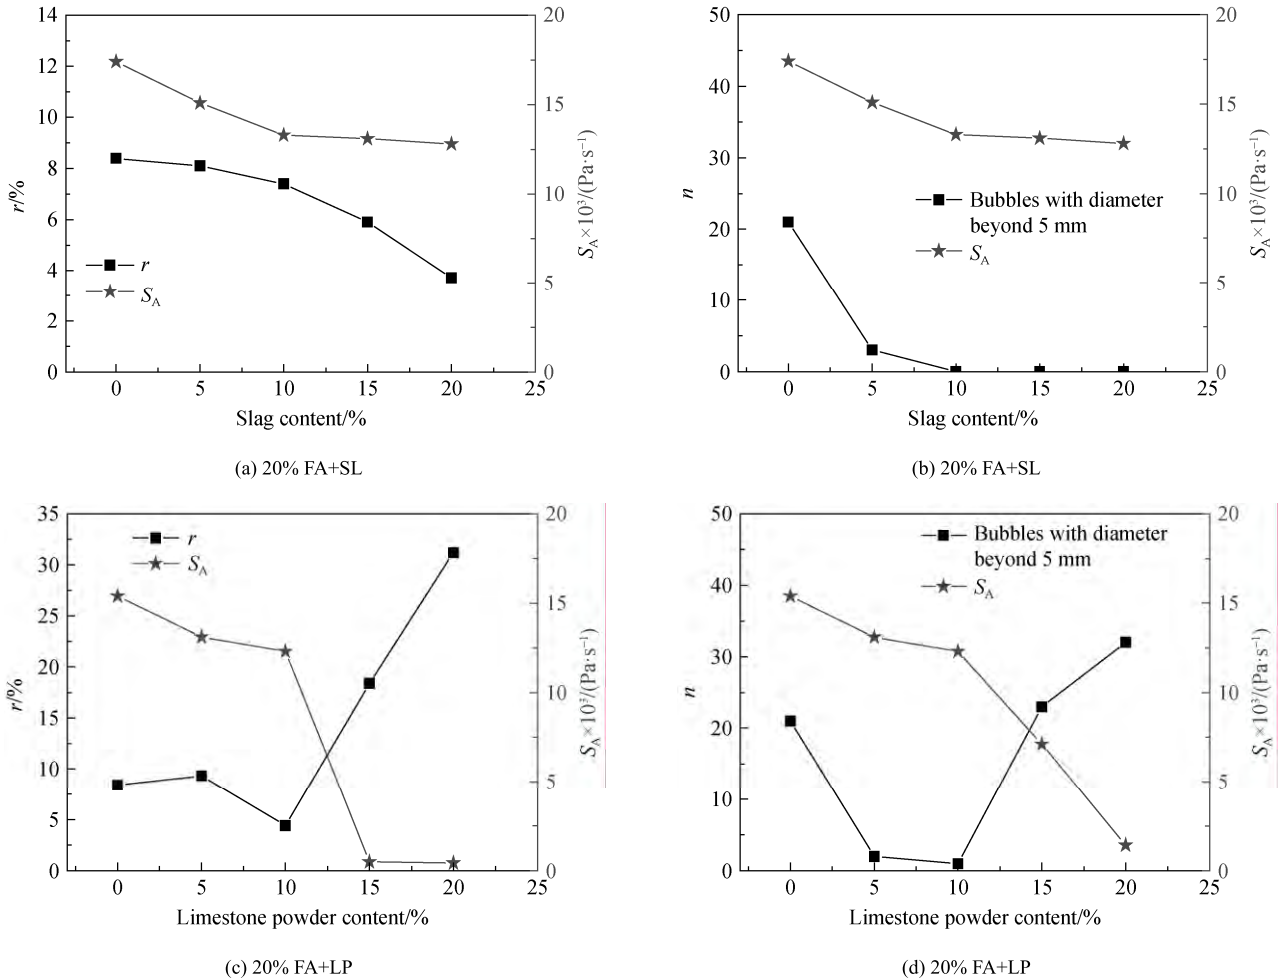 14
12
10
8
6
4
2
0
r/%
20
15
10
5
0
S_A×10³/(Pa·s⁻¹)
r
S_A
0 5 10 15 20 25
Slag content/%
(a) 20% FA+SL
50
40
30
20
10
0
n
20
15
10
5
0
S_A×10³/(Pa·s⁻¹)
Bubbles with diameter
beyond 5 mm
S_A
0 5 10 15 20 25
Slag content/%
(b) 20% FA+SL
35
30
25
20
15
10
5
0
r/%
20
15
10
5
0
S_A×10³/(Pa·s⁻¹)
r
S_A
0 5 10 15 20 25
Limestone powder content/%
(c) 20% FA+LP
50
40
30
20
10
0
n
20
15
10
5
0
S_A×10³/(Pa·s⁻¹)
Bubbles with diameter
beyond 5 mm
S_A
0 5 10 15 20 25
Limestone powder content/%
(d) 20% FA+LP